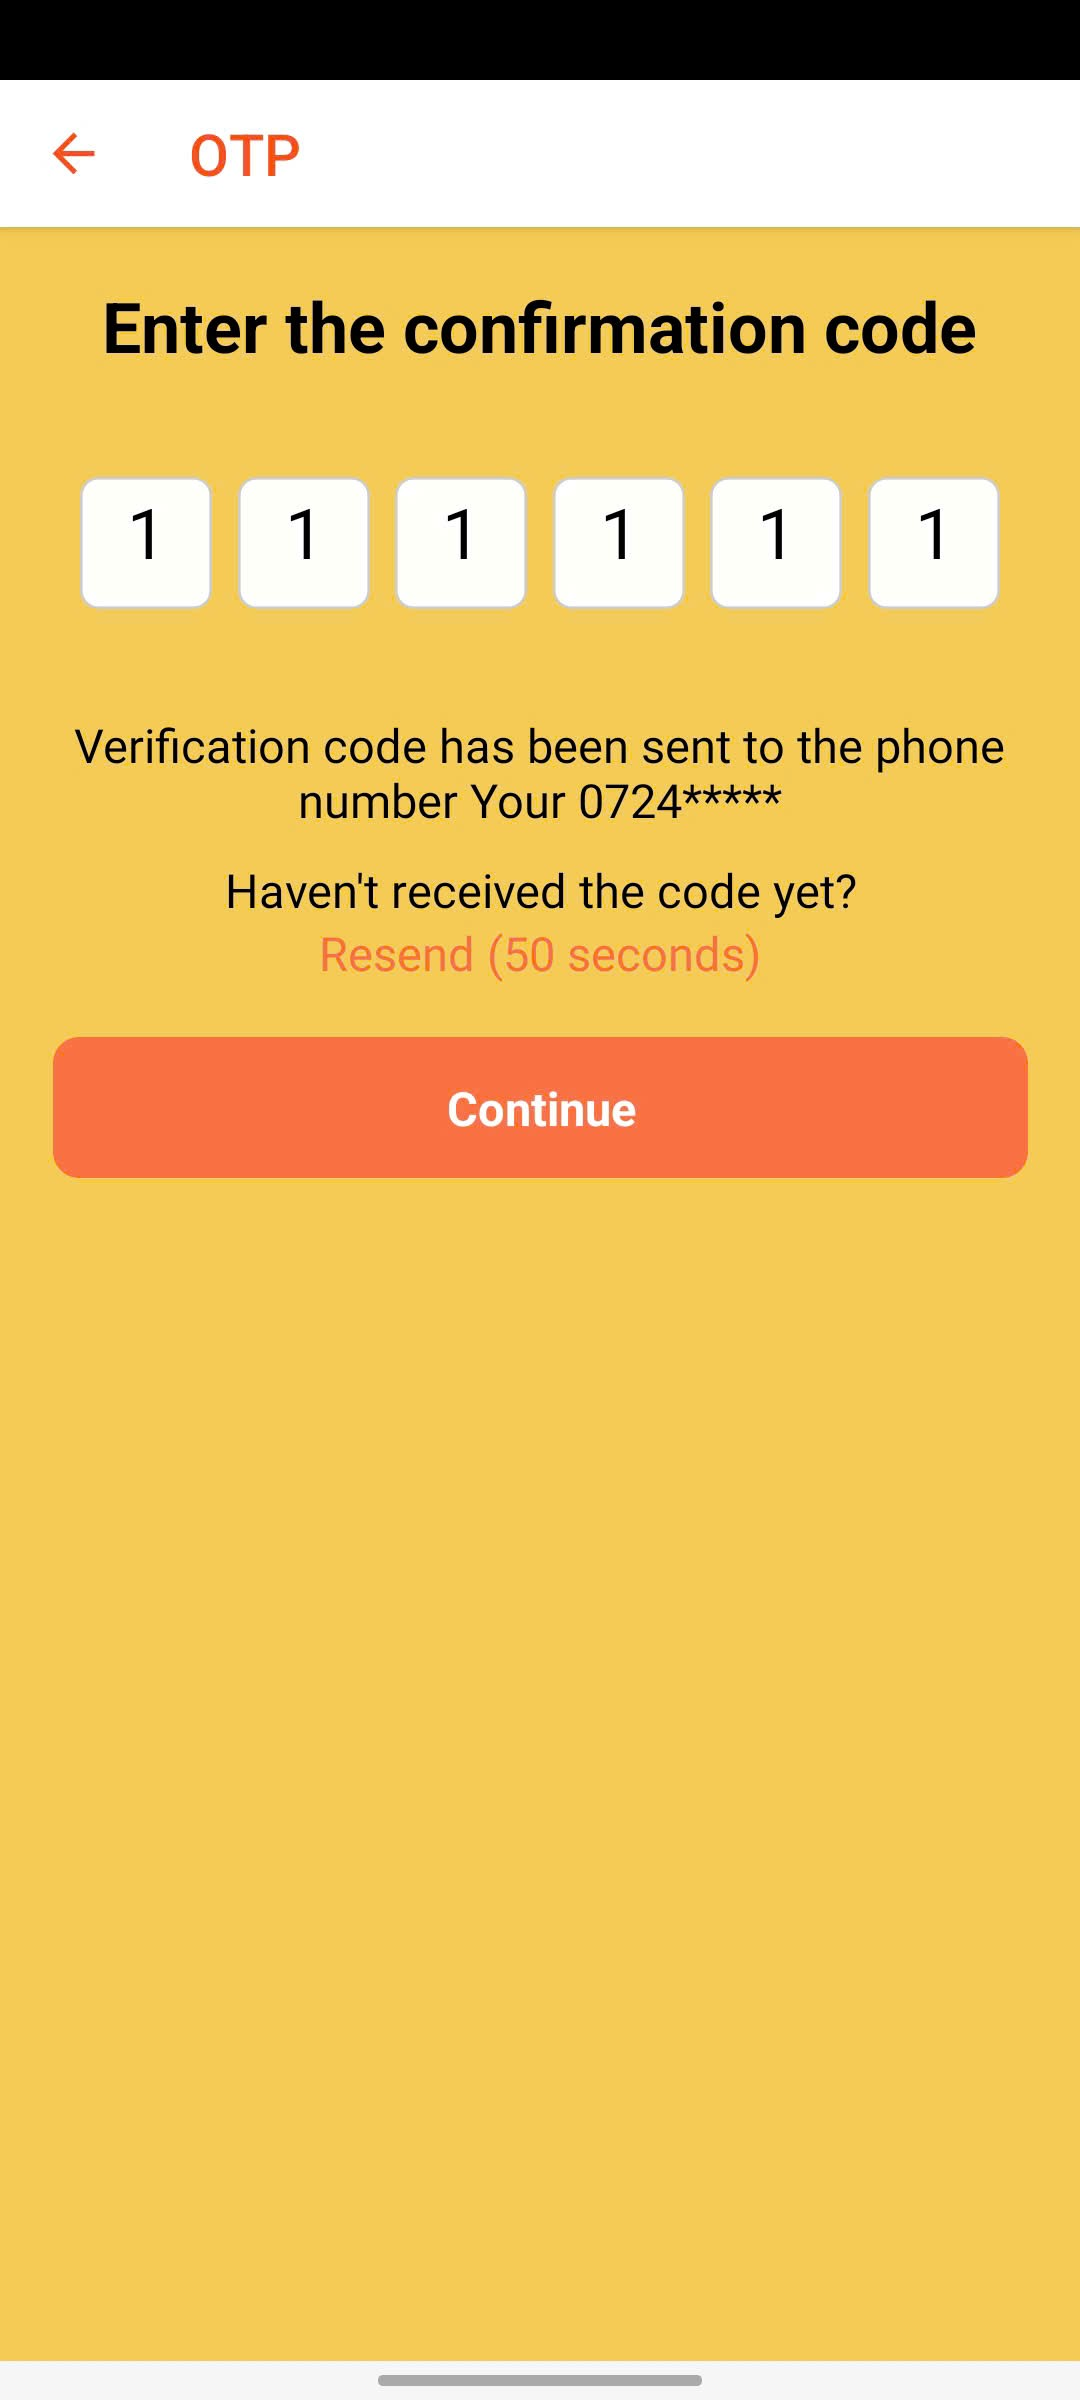 OTP
Enter the confirmation code
1 1 1 1 1 1
Verification code has been sent to the phone
number Your 0724*****
Haven't received the code yet?
Resend (50 seconds)
Continue